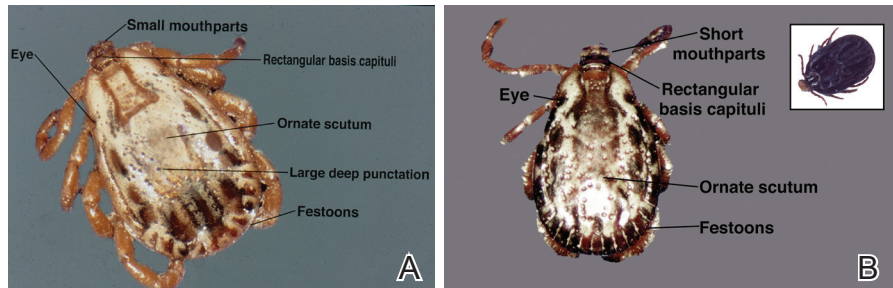 Small mouthparts
Eye
Rectangular basis capituli
Ornate scutum
Large deep punctation
Festoons
A
Short
mouthparts
Eye
Rectangular
basis capituli
Ornate scutum
Festoons
B